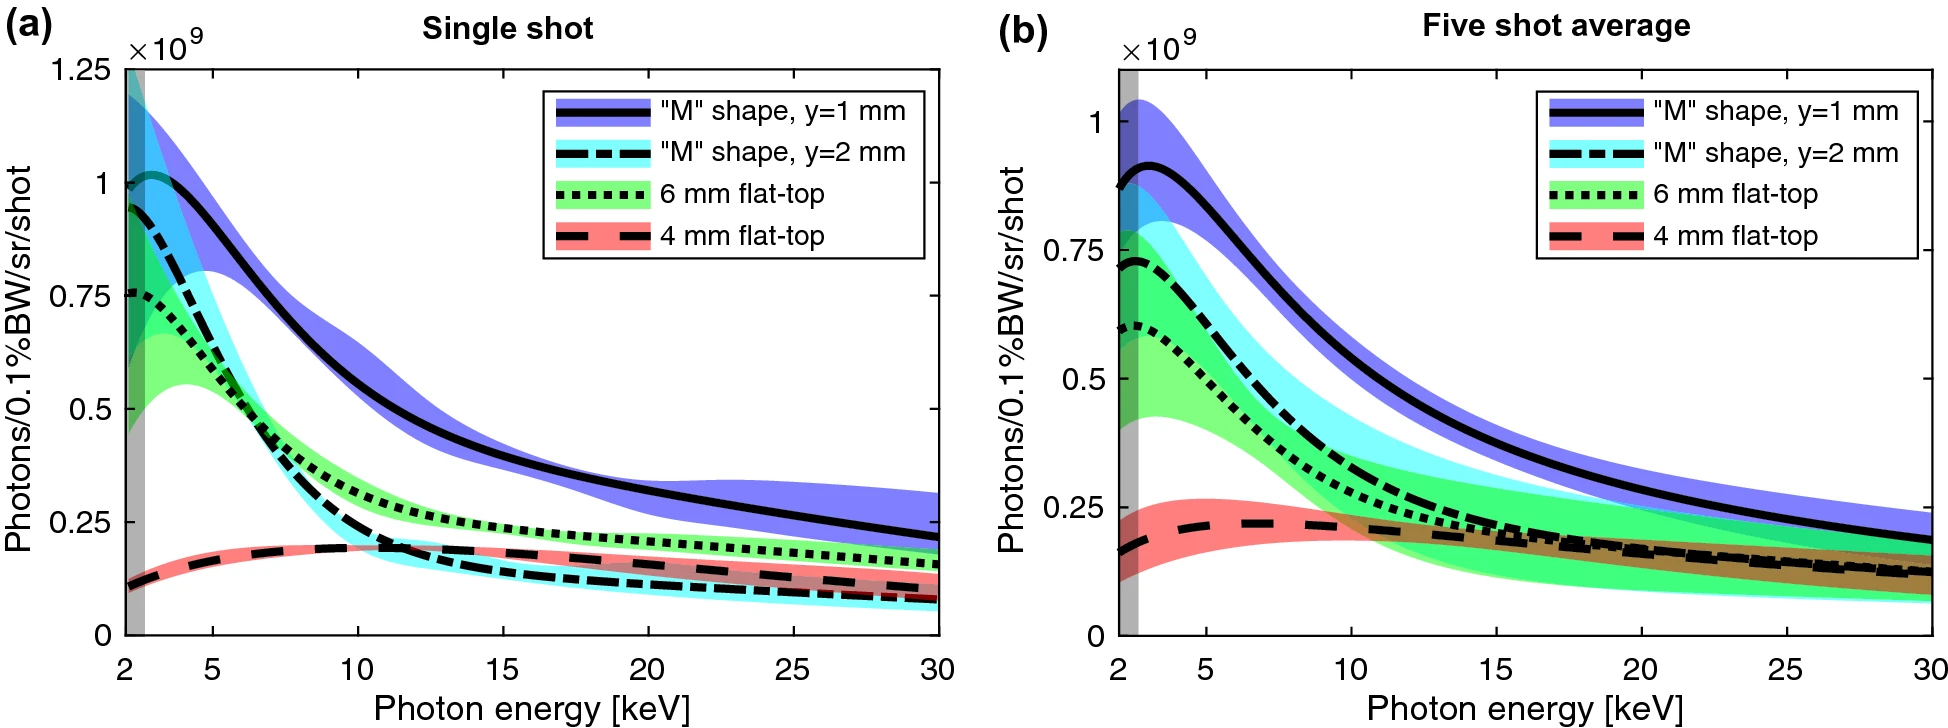 (a)
Single shot
×10⁹
1.25
1
0.75
0.5
0.25
0
Photons/0.1%BW/sr/shot
"M" shape, y=1 mm
"M" shape, y=2 mm
6 mm flat-top
4 mm flat-top
2 5 10 15 20 25 30
Photon energy [keV]
(b)
Five shot average
×10⁹
1
0.75
0.5
0.25
0
Photons/0.1%BW/sr/shot
"M" shape, y=1 mm
"M" shape, y=2 mm
6 mm flat-top
4 mm flat-top
2 5 10 15 20 25 30
Photon energy [keV]